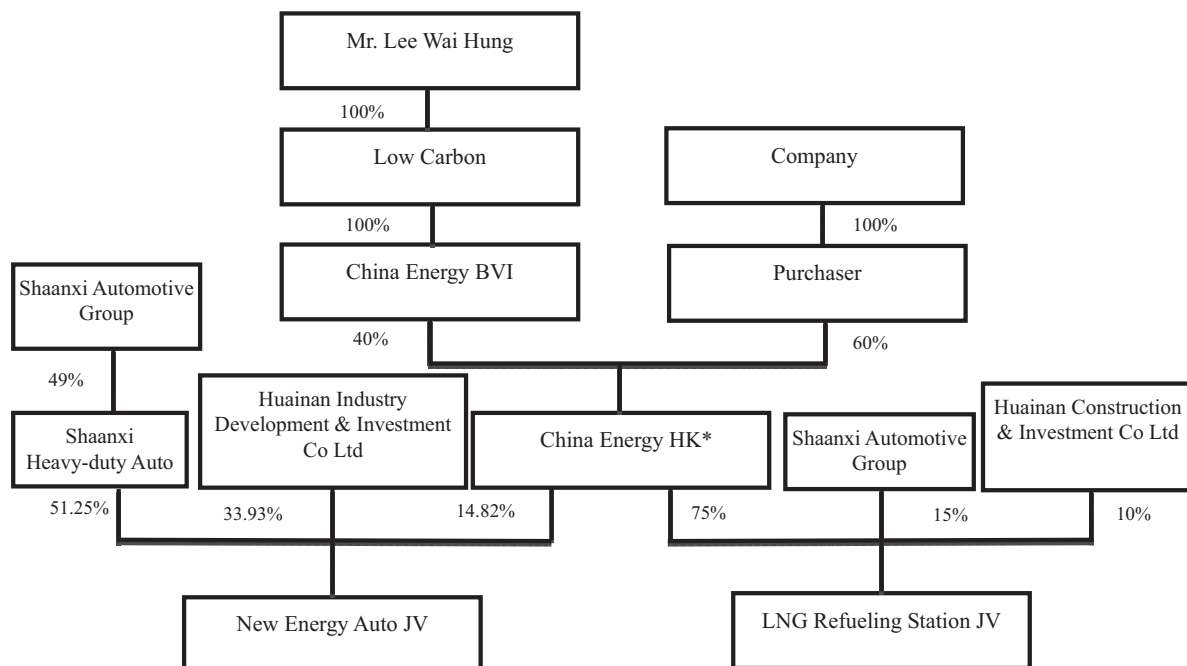 Mr. Lee Wai Hung
100%
Low Carbon
Company
100%
100%
China Energy BVI
Purchaser
Shaanxi Automotive
Group
40%
60%
49%
Huainan Industry
Development & Investment
Co Ltd
Huainan Construction
& Investment Co Ltd
Shaanxi
Heavy-duty Auto
China Energy HK*
Shaanxi Automotive
Group
51.25%
33.93%
14.82%
75%
15%
10%
New Energy Auto JV
LNG Refueling Station JV